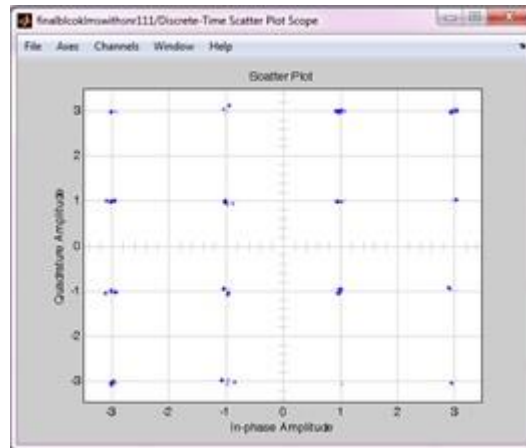 finalblcoklmswithsnr111/Discrete-Time Scatter Plot Scope
File Axes Channels Window Help
Scatter Plot
3
2
1
0
-1
-2
-3
Quadrature Amplitude
-3 -2 -1 0 1 2 3
In-phase Amplitude